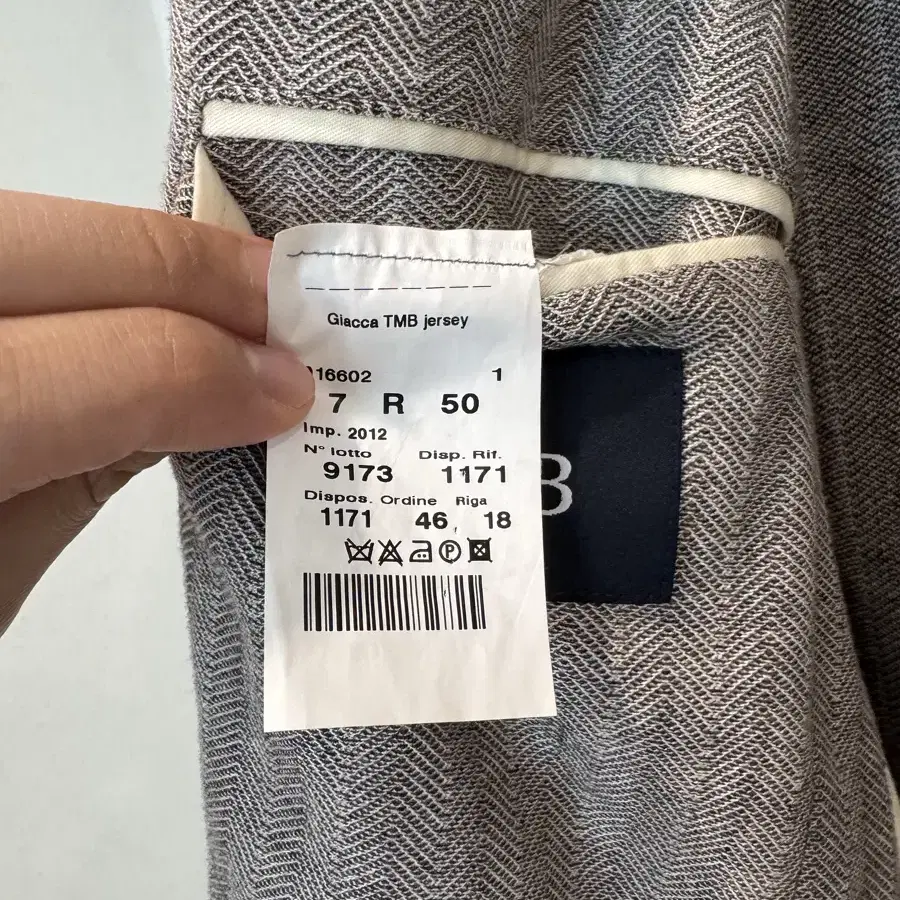 Giacca TMB jersey
16602 1
7 R 50
Imp. 2012
N° lotto Disp. Rif.
9173 1171
Dispos. Ordine Riga
1171 46, 18
P
B